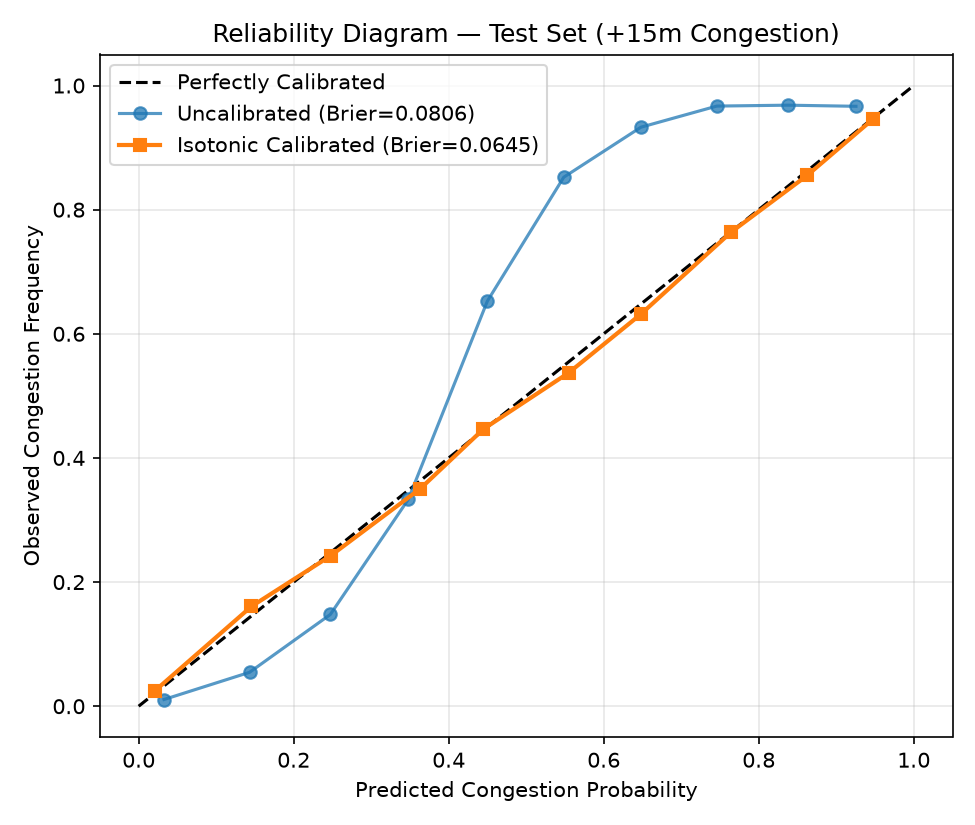 Reliability Diagram — Test Set (+15m Congestion)
Perfectly Calibrated
Uncalibrated (Brier=0.0806)
Isotonic Calibrated (Brier=0.0645)
Observed Congestion Frequency
1.0
0.8
0.6
0.4
0.2
0.0
0.0 0.2 0.4 0.6 0.8 1.0
Predicted Congestion Probability